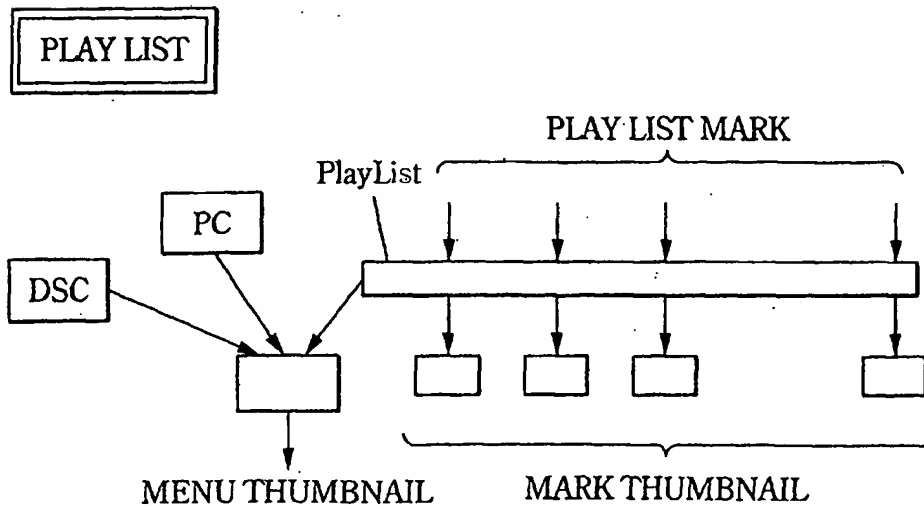 PLAY LIST
PLAY LIST MARK
PlayList
PC
DSC
MENU THUMBNAIL
MARK THUMBNAIL